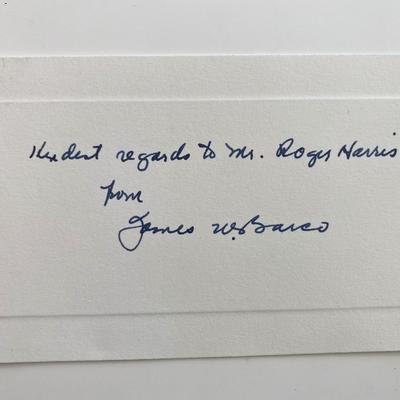 Kindest regards to Mr. Roger Harris
from
James W. Barco